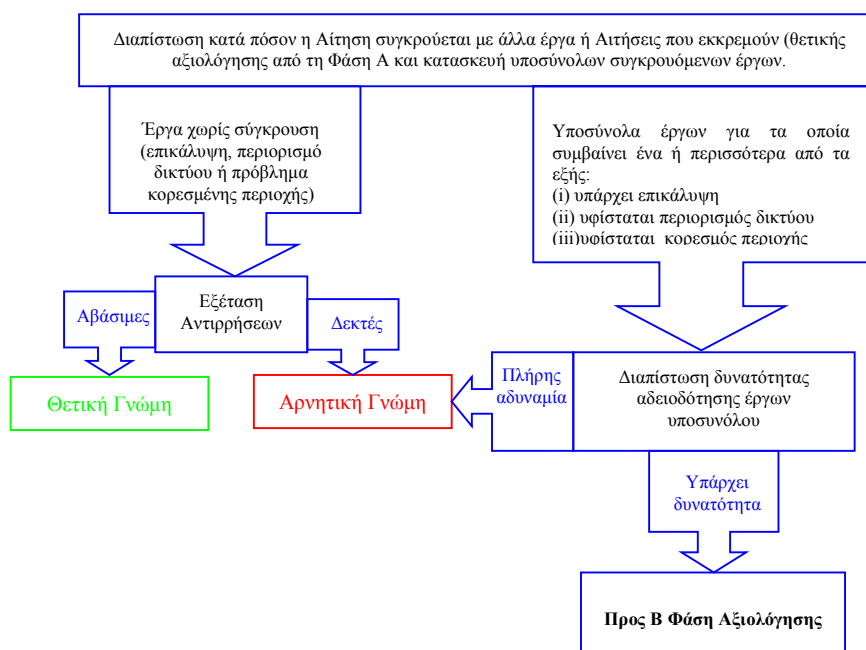 Διαπίστωση κατά πόσον η Αίτηση συγκρούεται με άλλα έργα ή Αιτήσεις που εκκρεμούν (θετικής
αξιολόγησης από τη Φάση Α και κατασκευή υποσύνολων συγκρουόμενων έργων.
Έργα χωρίς σύγκρουση
(επικάλυψη, περιορισμό
δικτύου ή πρόβλημα
κορεσμένης περιοχής)
Υποσύνολα έργων για τα οποία
συμβαίνει ένα ή περισσότερα από τα
εξής:
(i) υπάρχει επικάλυψη
(ii) υφίσταται περιορισμός δικτύου
(iii)υφίσταται κορεσμός περιοχής
Εξέταση
Αντιρρήσεων
Αβάσιμες
Δεκτές
Θετική Γνώμη
Αρνητική Γνώμη
Πλήρης
αδυναμία
Διαπίστωση δυνατότητας
αδειοδότησης έργων
υποσυνόλου
Υπάρχει
δυνατότητα
Προς Β Φάση Αξιολόγησης